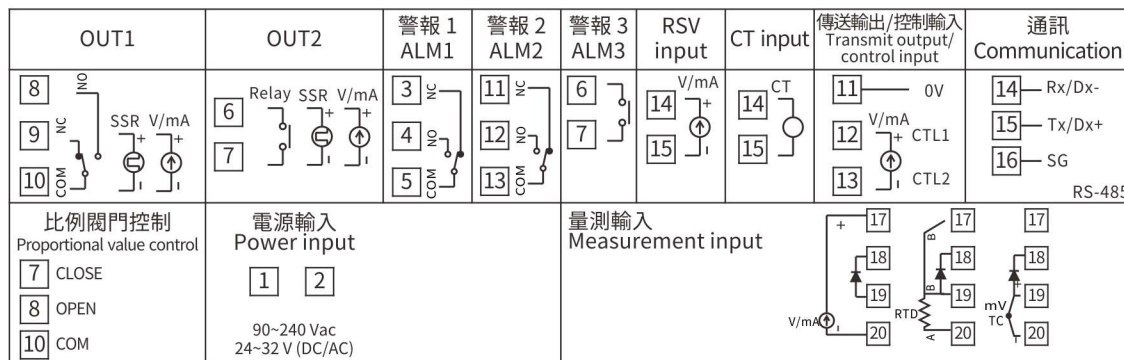 OUT1
OUT2
警報 1
ALM1
警報 2
ALM2
警報 3
ALM3
RSV
input
CT input
傳送輸出/控制輸入
Transmit output/
control input
通訊
Communication
8
NO
9
NC
10
COM
SSR
+
-
V/mA
+
-
6
7
Relay
SSR
+
-
V/mA
+
-
3
NC
4
NO
5
COM
11
NC
12
NO
13
COM
6
7
14
15
V/mA
+
-
14
15
CT
11
0V
12
V/mA
+
CTL1
13
-
CTL2
14
Rx/Dx-
15
Tx/Dx+
16
SG
RS-485
比例閥門控制
Proportional value control
7 CLOSE
8 OPEN
10 COM
電源輸入
Power input
1 2
90~240 Vac
24~32 V (DC/AC)
量測輸入
Measurement input
+
V/mA
-
17
18
19
20
B
B
RTD
A
17
18
19
20
mV
TC
+
-
17
18
19
20